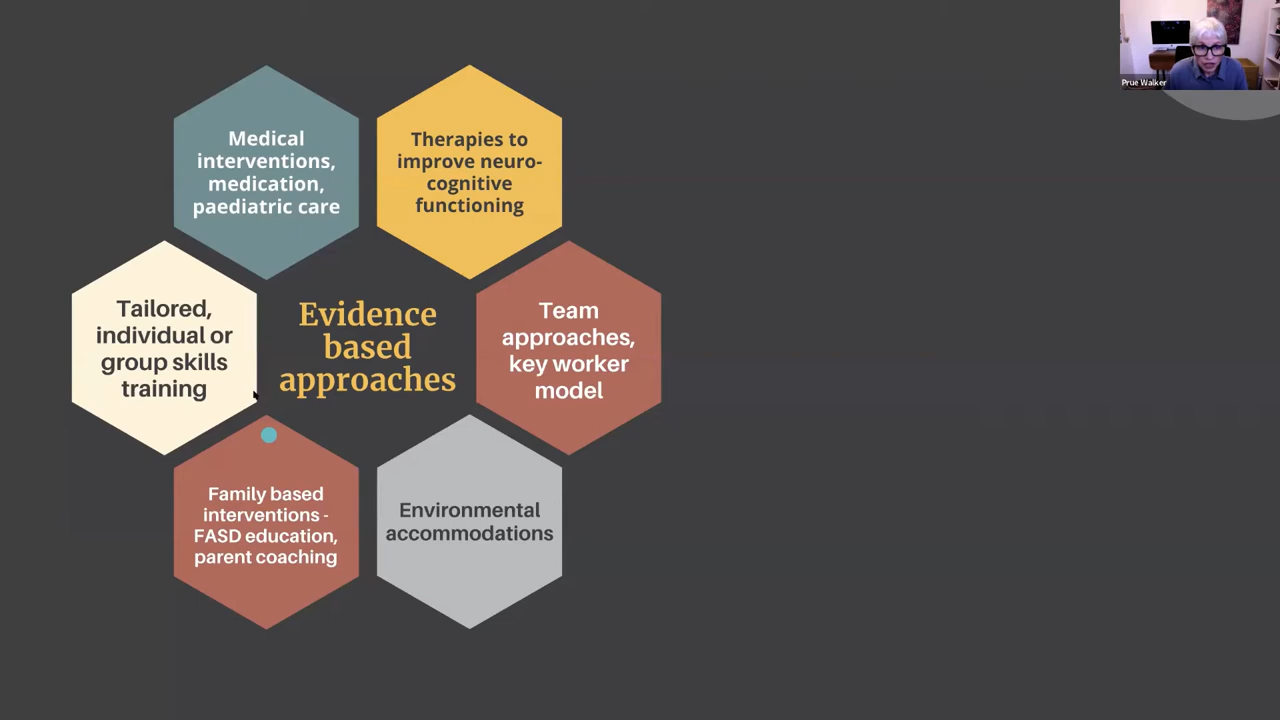 Prue Walker
Medical
interventions,
medication,
paediatric care
Therapies to
improve neuro-
cognitive
functioning
Tailored,
individual or
group skills
training
Evidence
based
approaches
Team
approaches,
key worker
model
Family based
interventions -
FASD education,
parent coaching
Environmental
accommodations